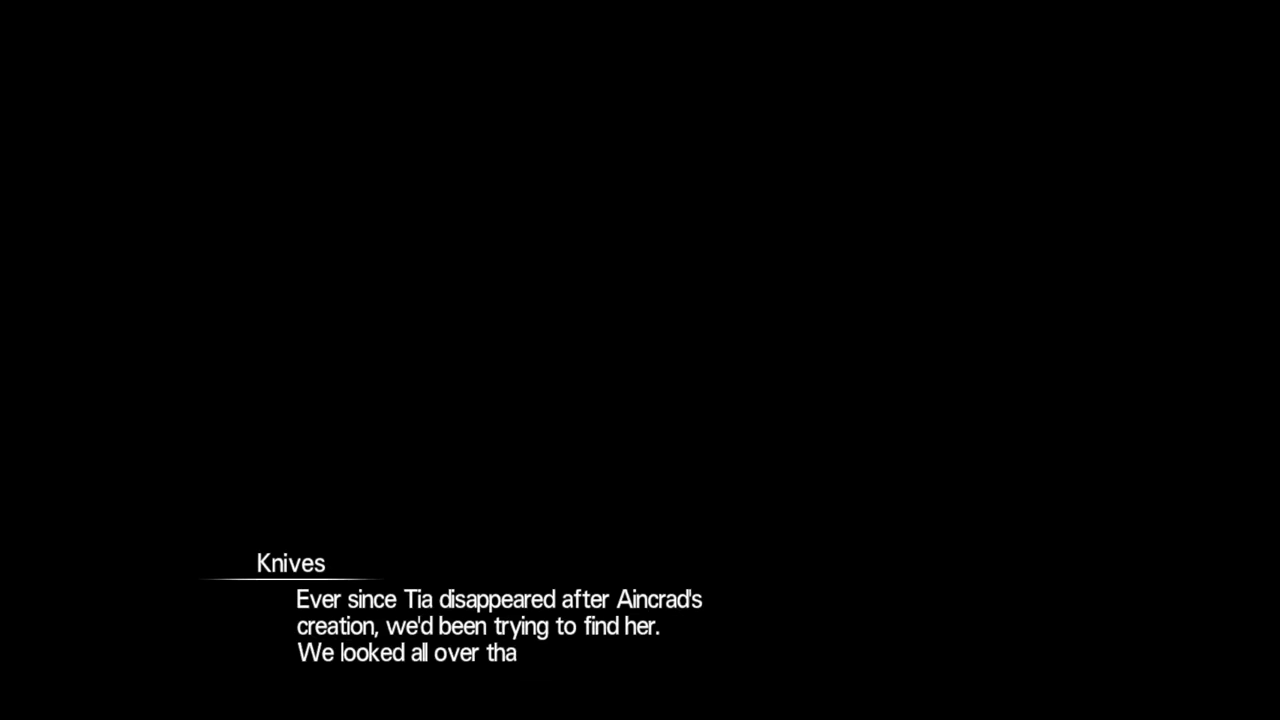 Knives
Ever since Tia disappeared after Aincrad's
creation, we'd been trying to find her.
We looked all over tha